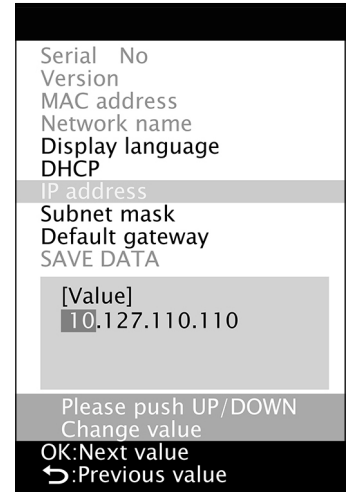 Serial No
Version
MAC address
Network name
Display language
DHCP
IP address
Subnet mask
Default gateway
SAVE DATA
[Value]
10.127.110.110
Please push UP/DOWN
Change value
OK:Next value
⮌:Previous value